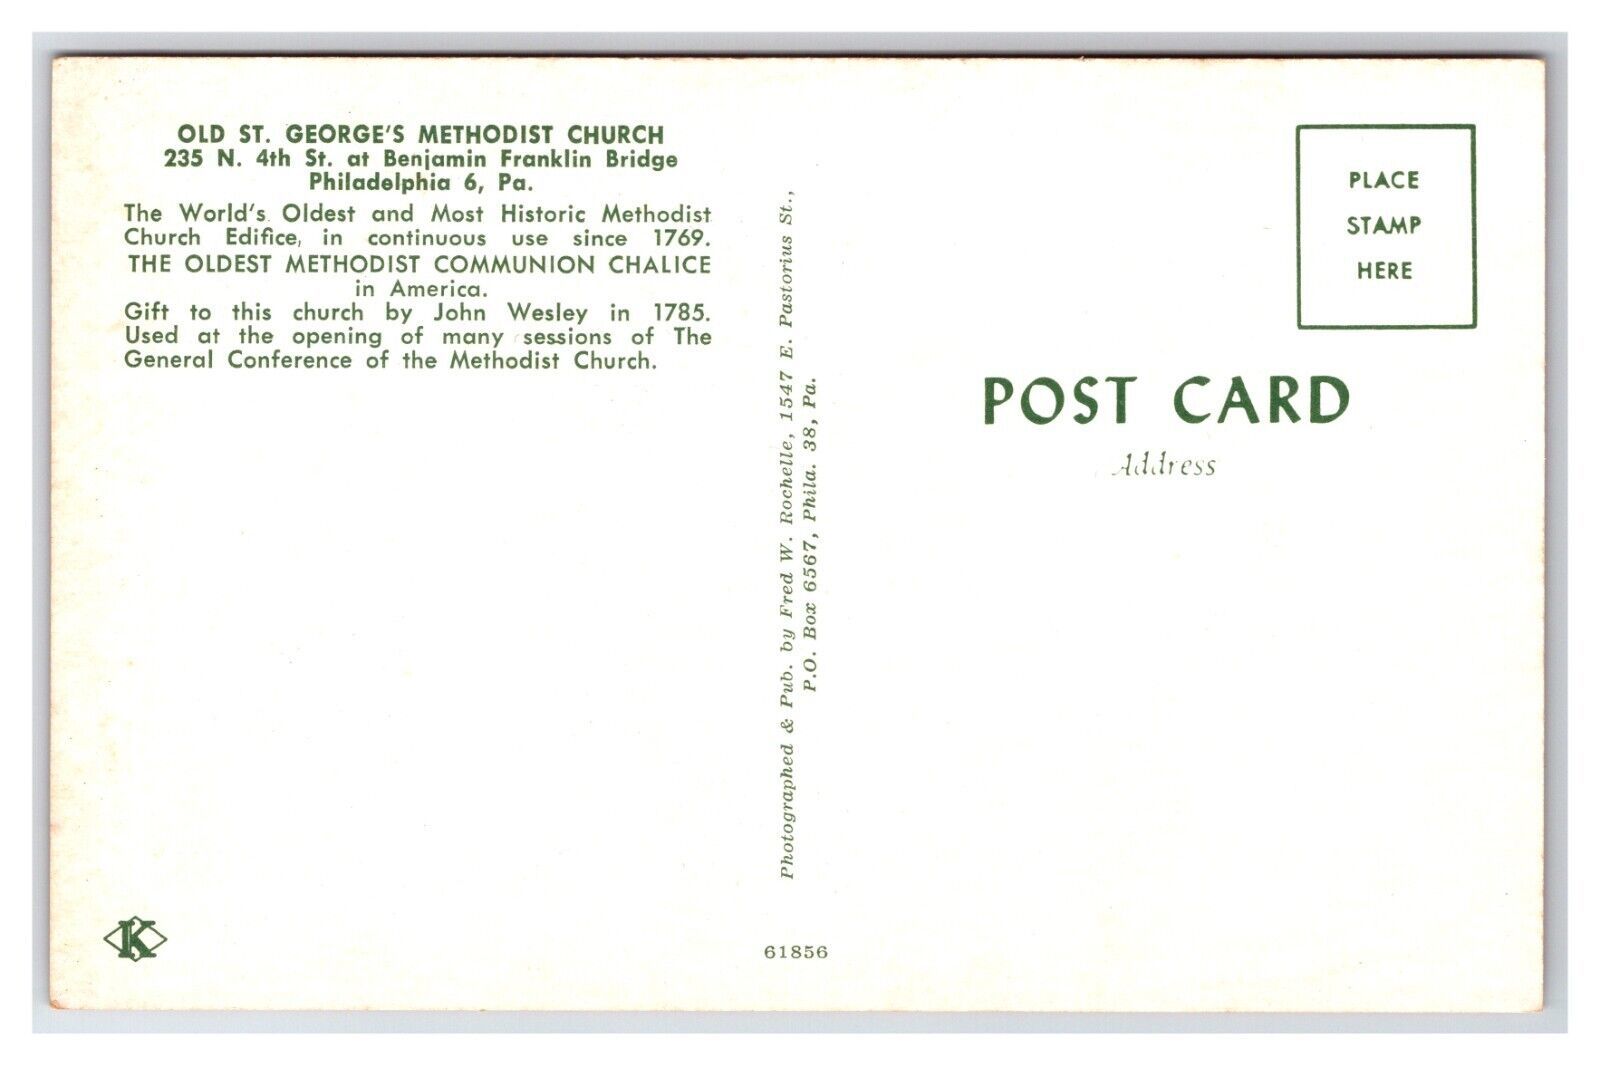 OLD ST. GEORGE'S METHODIST CHURCH
235 N. 4th St. at Benjamin Franklin Bridge
Philadelphia 6, Pa.
The World's Oldest and Most Historic Methodist
Church Edifice, in continuous use since 1769.
THE OLDEST METHODIST COMMUNION CHALICE
in America.
Gift to this church by John Wesley in 1785.
Used at the opening of many sessions of The
General Conference of the Methodist Church.
K
Photographed & Pub. by Fred W. Rochelle, 1547 E. Pastorius St.,
P.O. Box 6567, Phila. 38, Pa.
61856
PLACE
STAMP
HERE
POST CARD
Address